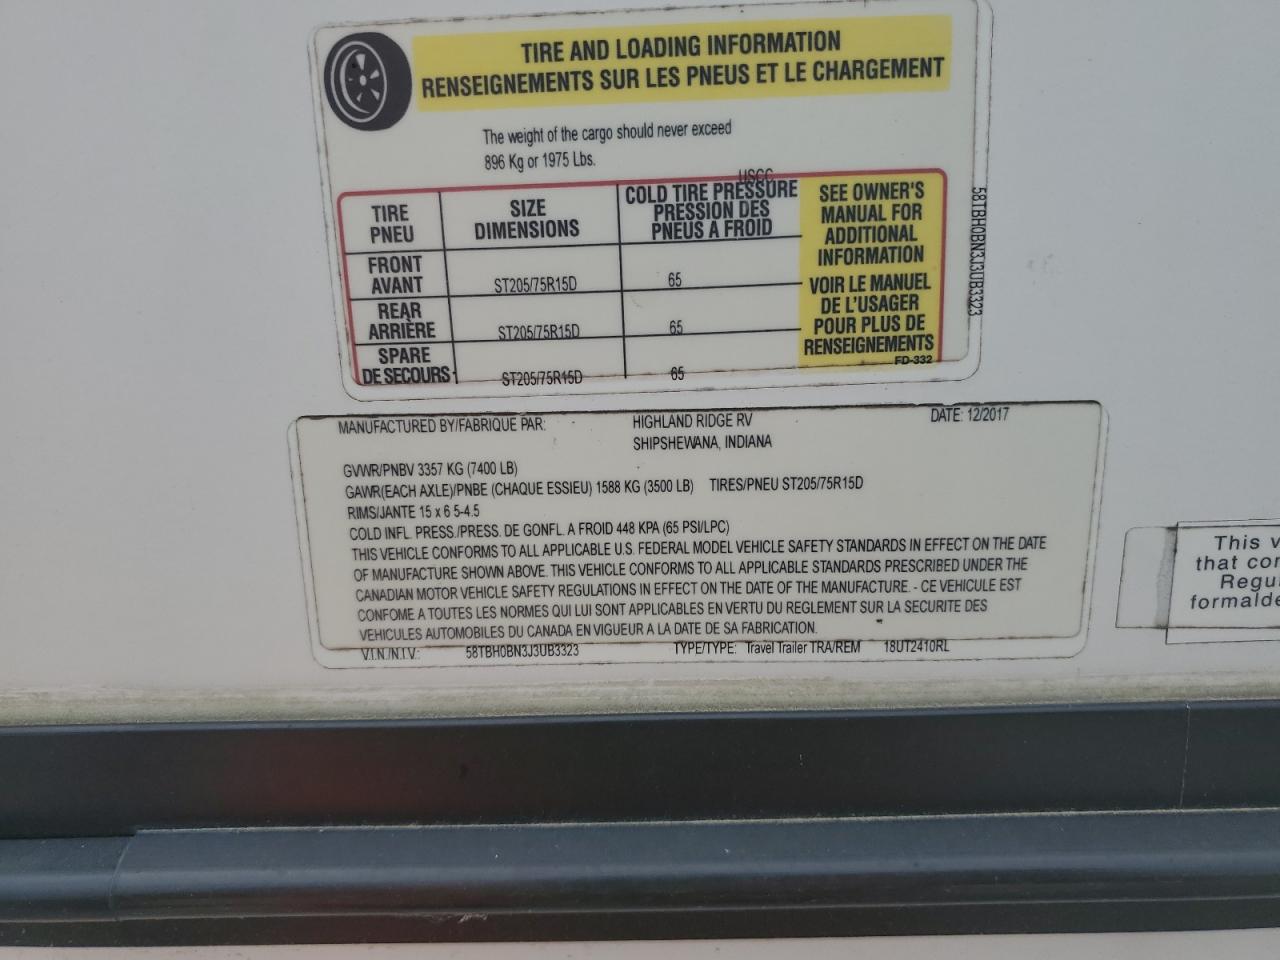 TIRE AND LOADING INFORMATION
RENSEIGNEMENTS SUR LES PNEUS ET LE CHARGEMENT
The weight of the cargo should never exceed
896 Kg or 1975 Lbs.
USCC
TIRE
PNEU
SIZE
DIMENSIONS
COLD TIRE PRESSURE
PRESSION DES
PNEUS A FROID
SEE OWNER'S
MANUAL FOR
ADDITIONAL
INFORMATION
VOIR LE MANUEL
DE L'USAGER
POUR PLUS DE
RENSEIGNEMENTS
FD-332
FRONT
AVANT
ST205/75R15D
65
REAR
ARRIÈRE
ST205/75R15D
65
SPARE
DE SECOURS
ST205/75R15D
65
58TBH0BN3J3UB3323
MANUFACTURED BY/FABRIQUE PAR: HIGHLAND RIDGE RV DATE: 12/2017
SHIPSHEWANA, INDIANA
GVWR/PNBV 3357 KG (7400 LB)
GAWR(EACH AXLE)/PNBE (CHAQUE ESSIEU) 1588 KG (3500 LB) TIRES/PNEU ST205/75R15D
RIMS/JANTE 15 x 6 5-4.5
COLD INFL. PRESS./PRESS. DE GONFL. A FROID 448 KPA (65 PSI/LPC)
THIS VEHICLE CONFORMS TO ALL APPLICABLE U.S. FEDERAL MODEL VEHICLE SAFETY STANDARDS IN EFFECT ON THE DATE
OF MANUFACTURE SHOWN ABOVE. THIS VEHICLE CONFORMS TO ALL APPLICABLE STANDARDS PRESCRIBED UNDER THE
CANADIAN MOTOR VEHICLE SAFETY REGULATIONS IN EFFECT ON THE DATE OF THE MANUFACTURE. - CE VEHICULE EST
CONFOME A TOUTES LES NORMES QUI LUI SONT APPLICABLES EN VERTU DU REGLEMENT SUR LA SECURITE DES
VEHICULES AUTOMOBILES DU CANADA EN VIGUEUR A LA DATE DE SA FABRICATION.
V.I.N./N.I.V.: 58TBH0BN3J3UB3323 TYPE/TYPE: Travel Trailer TRA/REM 18UT2410RL
This v
that cor
Regu
formalde